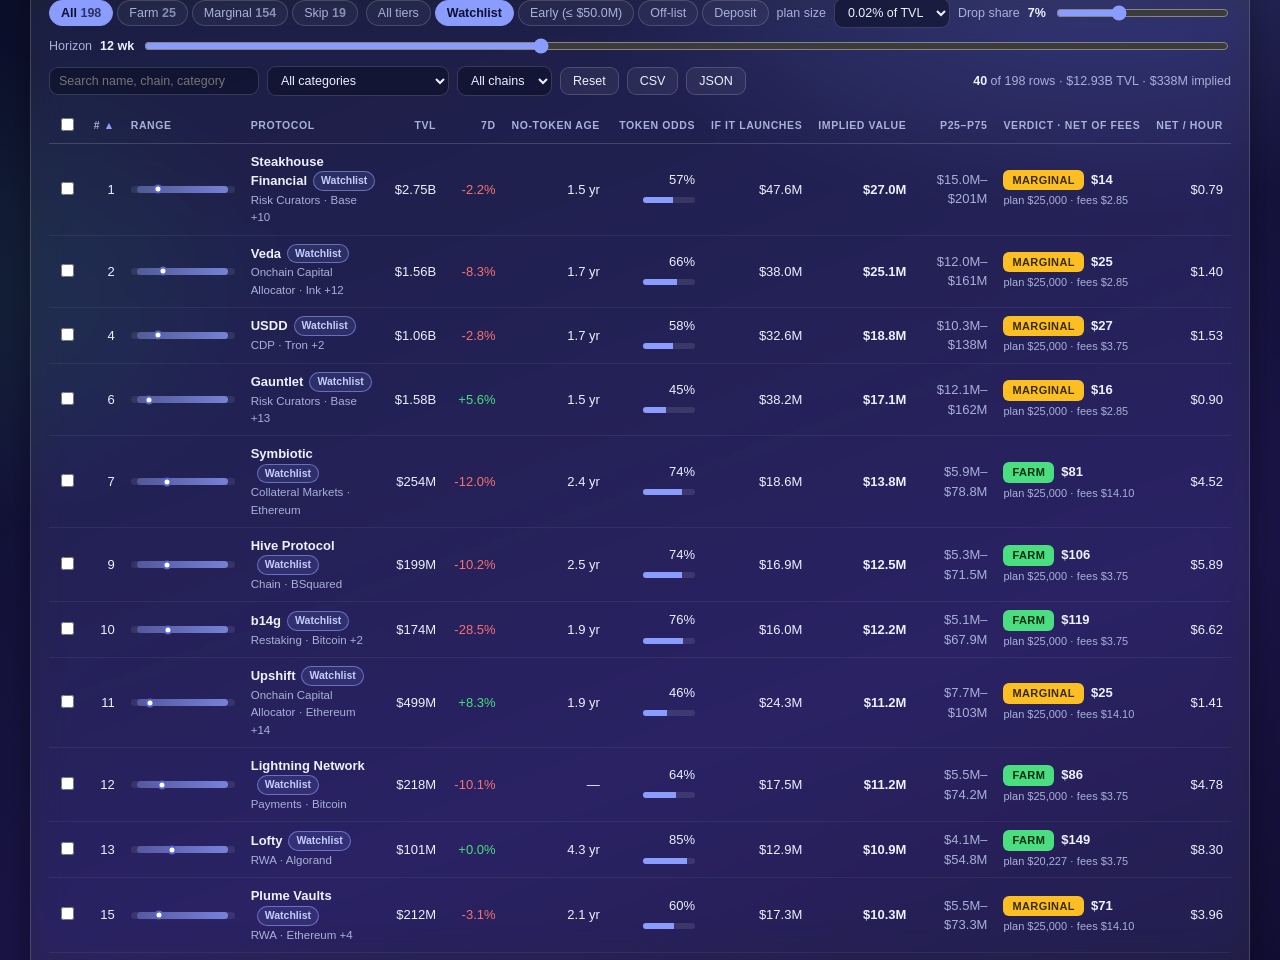 All 198 Farm 25 Marginal 154 Skip 19 All tiers Watchlist Early (≤ $50.0M) Off-list Deposit plan size 0.02% of TVL Drop share 7%
Horizon 12 wk
Search name, chain, category All categories All chains Reset CSV JSON 40 of 198 rows · $12.93B TVL · $338M implied
# ▲ RANGE PROTOCOL TVL 7D NO-TOKEN AGE TOKEN ODDS IF IT LAUNCHES IMPLIED VALUE P25–P75 VERDICT · NET OF FEES NET / HOUR
1 Steakhouse Financial Watchlist $2.75B -2.2% 1.5 yr 57% $47.6M $27.0M $15.0M–$201M MARGINAL $14 $0.79
Risk Curators · Base +10 plan $25,000 · fees $2.85
2 Veda Watchlist $1.56B -8.3% 1.7 yr 66% $38.0M $25.1M $12.0M–$161M MARGINAL $25 $1.40
Onchain Capital Allocator · Ink +12 plan $25,000 · fees $2.85
4 USDD Watchlist $1.06B -2.8% 1.7 yr 58% $32.6M $18.8M $10.3M–$138M MARGINAL $27 $1.53
CDP · Tron +2 plan $25,000 · fees $3.75
6 Gauntlet Watchlist $1.58B +5.6% 1.5 yr 45% $38.2M $17.1M $12.1M–$162M MARGINAL $16 $0.90
Risk Curators · Base +13 plan $25,000 · fees $2.85
7 Symbiotic Watchlist $254M -12.0% 2.4 yr 74% $18.6M $13.8M $5.9M–$78.8M FARM $81 $4.52
Collateral Markets · Ethereum plan $25,000 · fees $14.10
9 Hive Protocol Watchlist $199M -10.2% 2.5 yr 74% $16.9M $12.5M $5.3M–$71.5M FARM $106 $5.89
Chain · BSquared plan $25,000 · fees $3.75
10 b14g Watchlist $174M -28.5% 1.9 yr 76% $16.0M $12.2M $5.1M–$67.9M FARM $119 $6.62
Restaking · Bitcoin +2 plan $25,000 · fees $3.75
11 Upshift Watchlist $499M +8.3% 1.9 yr 46% $24.3M $11.2M $7.7M–$103M MARGINAL $25 $1.41
Onchain Capital Allocator · Ethereum +14 plan $25,000 · fees $14.10
12 Lightning Network Watchlist $218M -10.1% — 64% $17.5M $11.2M $5.5M–$74.2M FARM $86 $4.78
Payments · Bitcoin plan $25,000 · fees $3.75
13 Lofty Watchlist $101M +0.0% 4.3 yr 85% $12.9M $10.9M $4.1M–$54.8M FARM $149 $8.30
RWA · Algorand plan $20,227 · fees $3.75
15 Plume Vaults Watchlist $212M -3.1% 2.1 yr 60% $17.3M $10.3M $5.5M–$73.3M MARGINAL $71 $3.96
RWA · Ethereum +4 plan $25,000 · fees $14.10